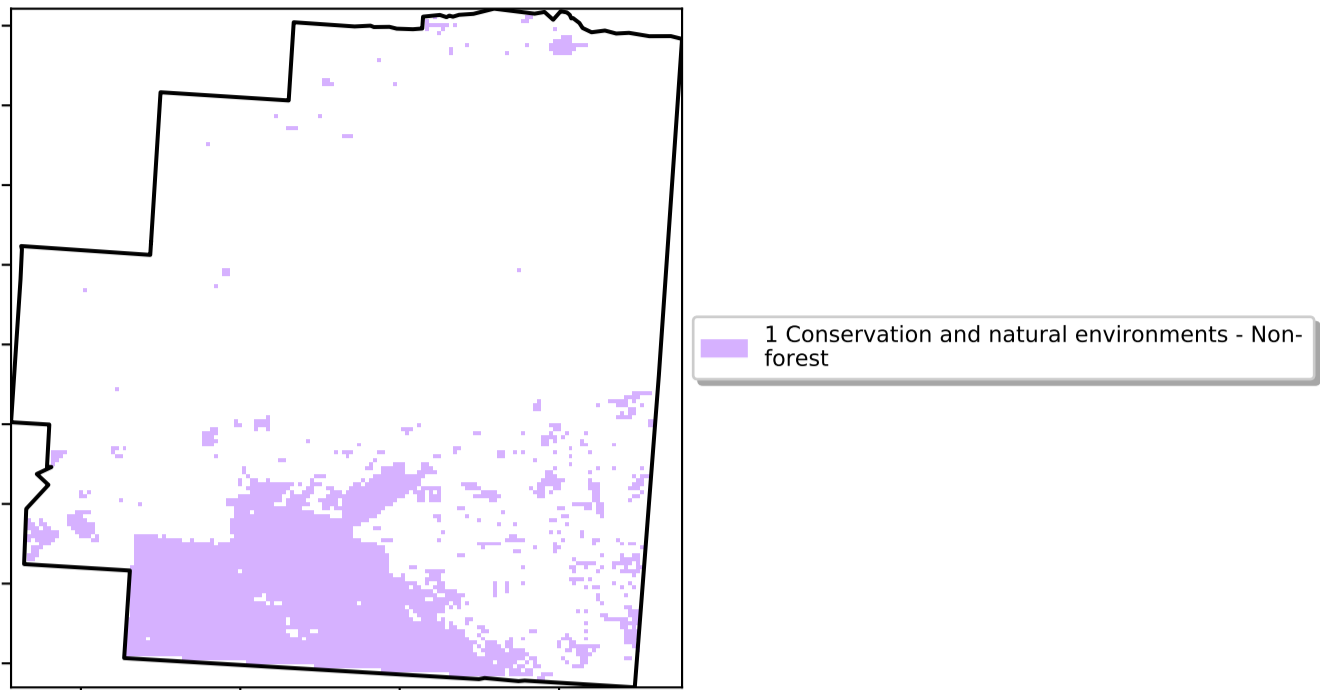 1 Conservation and natural environments - Non-
forest